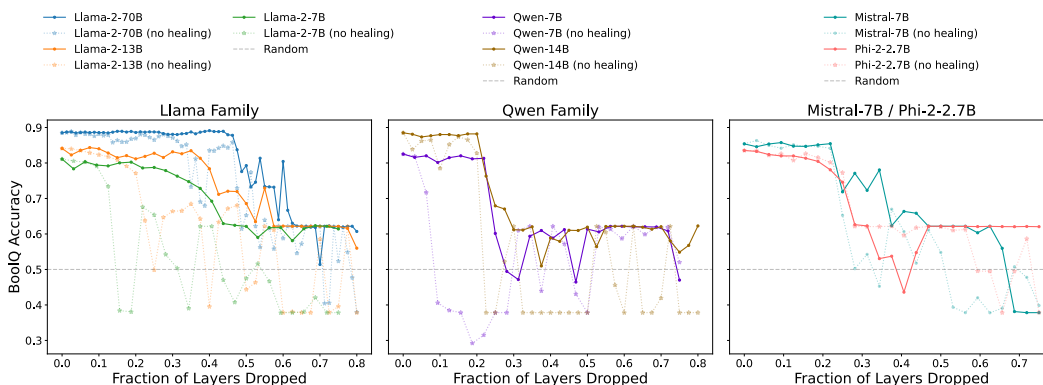 Llama-2-70B
Llama-2-70B (no healing)
Llama-2-13B
Llama-2-13B (no healing)
Llama-2-7B
Llama-2-7B (no healing)
Random
Qwen-7B
Qwen-7B (no healing)
Qwen-14B
Qwen-14B (no healing)
Random
Mistral-7B
Mistral-7B (no healing)
Phi-2-2.7B
Phi-2-2.7B (no healing)
Random
Llama Family
Qwen Family
Mistral-7B / Phi-2-2.7B
BoolQ Accuracy
0.9
0.8
0.7
0.6
0.5
0.4
0.3
0.0 0.1 0.2 0.3 0.4 0.5 0.6 0.7 0.8
0.0 0.1 0.2 0.3 0.4 0.5 0.6 0.7 0.8
0.0 0.1 0.2 0.3 0.4 0.5 0.6 0.7
Fraction of Layers Dropped
Fraction of Layers Dropped
Fraction of Layers Dropped